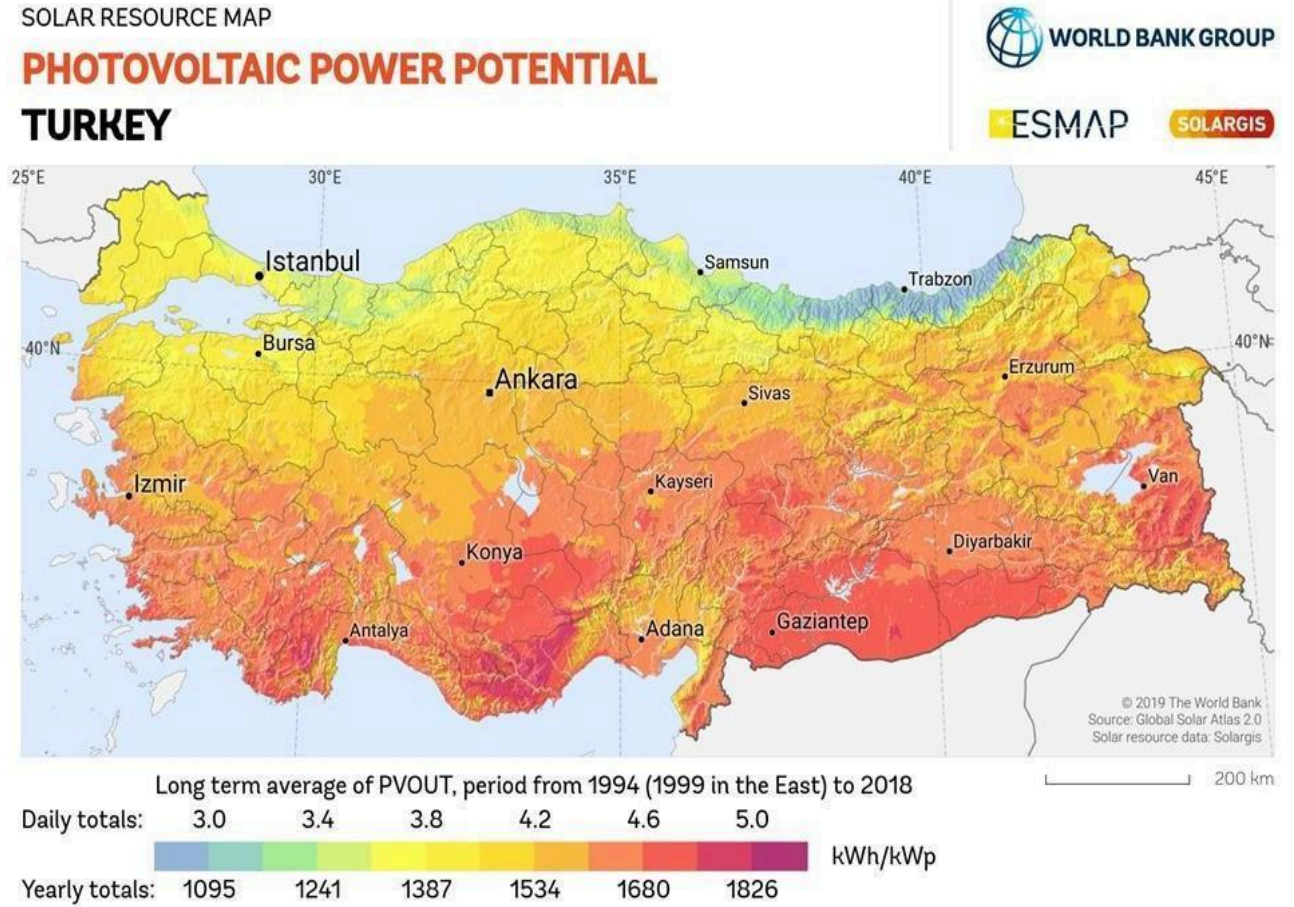 SOLAR RESOURCE MAP
PHOTOVOLTAIC POWER POTENTIAL
TURKEY
WORLD BANK GROUP
ESMAP
SOLARGIS
25°E 30°E 35°E 40°E 45°E
Istanbul
Samsun
Trabzon
Bursa
40°N
40°N
Ankara
Erzurum
Sivas
Izmir
Kayseri
Van
Konya
Diyarbakir
Antalya
Adana
Gaziantep
© 2019 The World Bank
Source: Global Solar Atlas 2.0
Solar resource data: Solargis
Long term average of PVOUT, period from 1994 (1999 in the East) to 2018
200 km
Daily totals: 3.0 3.4 3.8 4.2 4.6 5.0
kWh/kWp
Yearly totals: 1095 1241 1387 1534 1680 1826